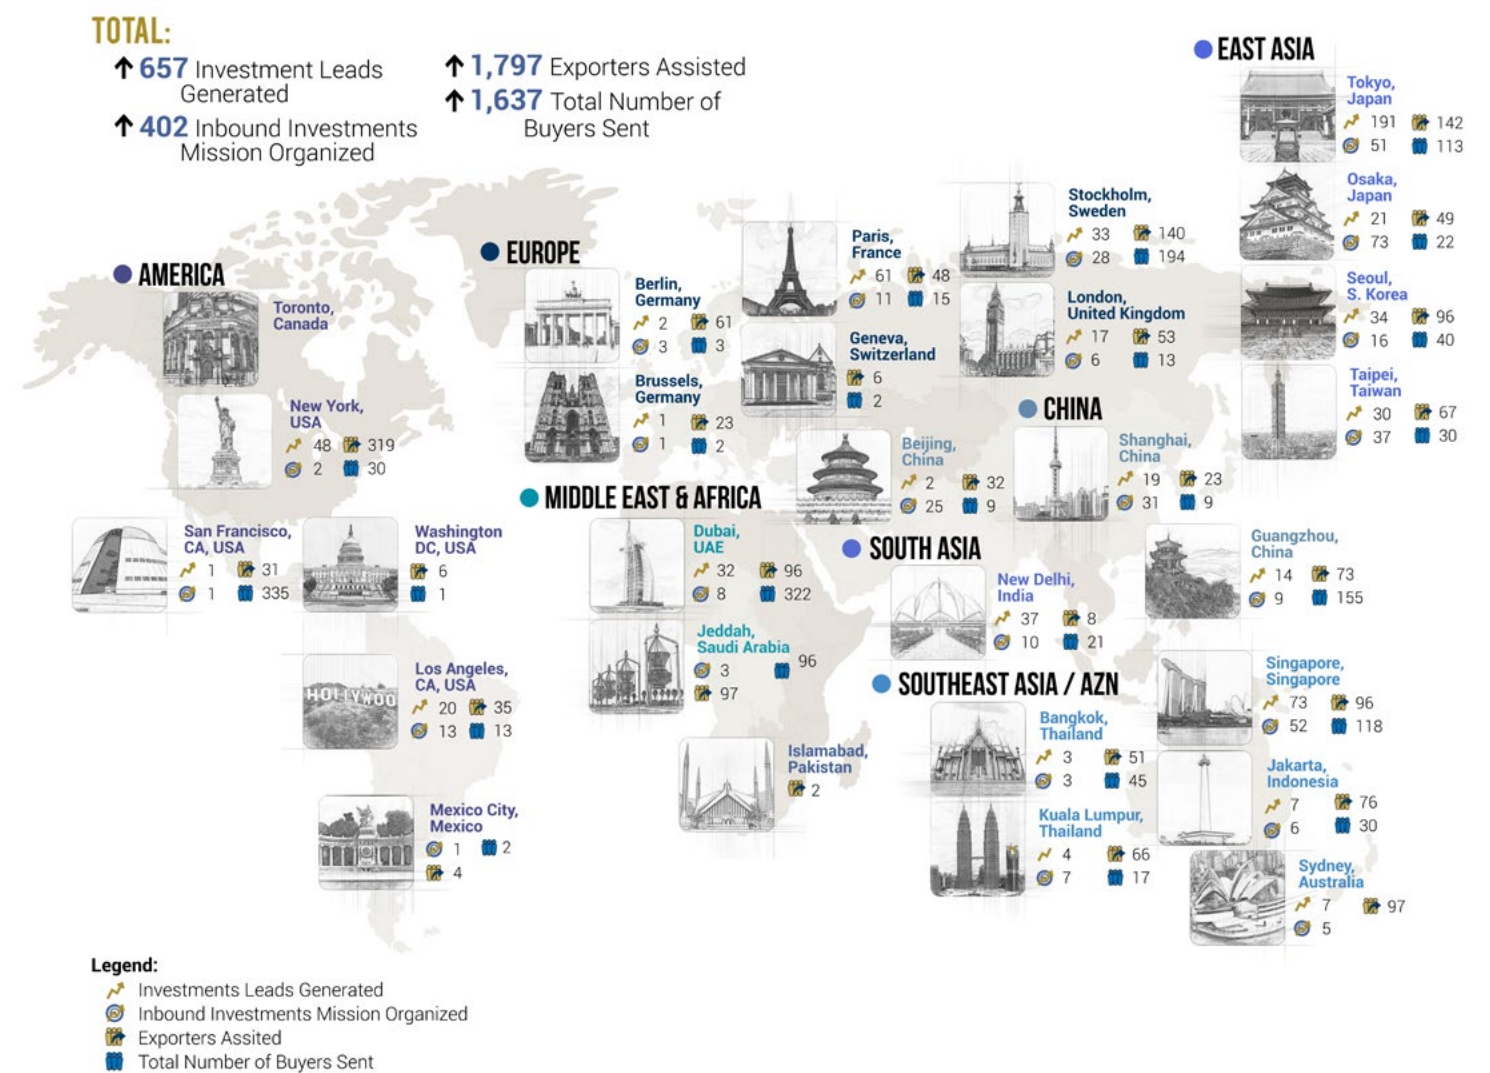 TOTAL:
657 Investment Leads
Generated
402 Inbound Investments
Mission Organized
1,797 Exporters Assisted
1,637 Total Number of
Buyers Sent
AMERICA
Toronto,
Canada
New York,
USA
48 319
2 30
San Francisco,
CA, USA
1 31
1 335
Washington
DC, USA
6
1
Los Angeles,
CA, USA
20 35
13 13
Mexico City,
Mexico
1 2
4
EUROPE
Berlin,
Germany
2 61
3 3
Brussels,
Germany
1 23
1 2
Paris,
France
61 48
11 15
Geneva,
Switzerland
6
2
Stockholm,
Sweden
33 140
28 194
London,
United Kingdom
17 53
6 13
MIDDLE EAST & AFRICA
Dubai,
UAE
32 96
8 322
Jeddah,
Saudi Arabia
3 96
97
Islamabad,
Pakistan
2
CHINA
Beijing,
China
2 32
25 9
Shanghai,
China
19 23
31 9
Guangzhou,
China
14 73
9 155
SOUTH ASIA
New Delhi,
India
37 8
10 21
SOUTHEAST ASIA / AZN
Bangkok,
Thailand
3 51
3 45
Kuala Lumpur,
Thailand
4 66
7 17
Singapore,
Singapore
73 96
52 118
Jakarta,
Indonesia
7 76
6 30
Sydney,
Australia
7 97
5
EAST ASIA
Tokyo,
Japan
191 142
51 113
Osaka,
Japan
21 49
73 22
Seoul,
S. Korea
34 96
16 40
Taipei,
Taiwan
30 67
37 30
HOLLYWOO
Legend:
Investments Leads Generated
Inbound Investments Mission Organized
Exporters Assited
Total Number of Buyers Sent